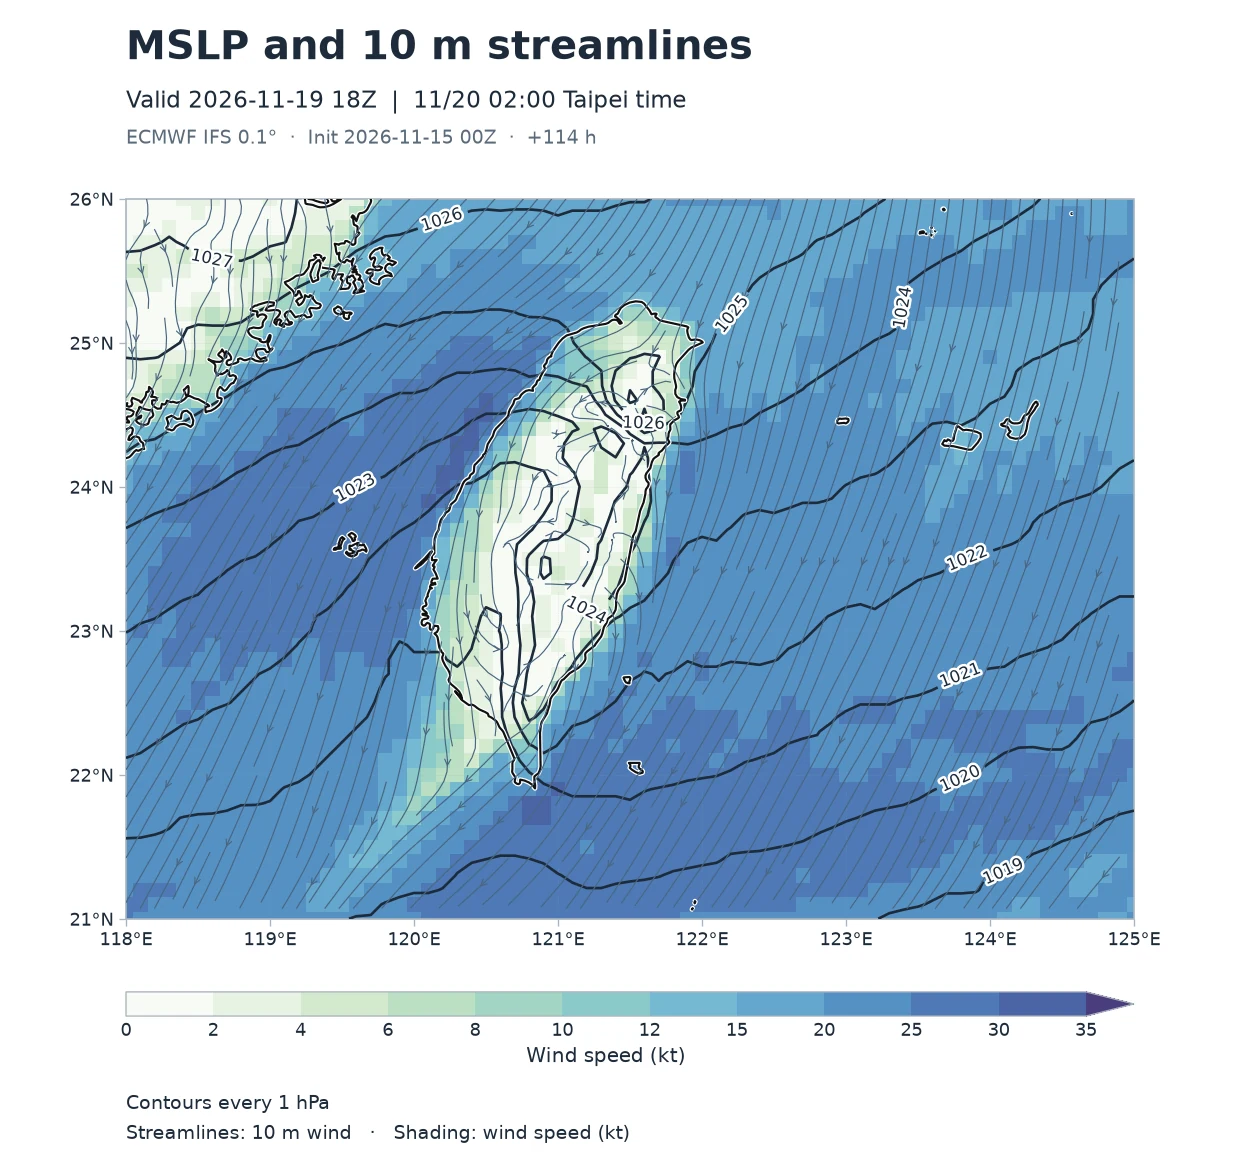 MSLP and 10 m streamlines
Valid 2026-11-19 18Z | 11/20 02:00 Taipei time
ECMWF IFS 0.1° · Init 2026-11-15 00Z · +114 h
26°N
25°N
24°N
23°N
22°N
21°N
1026
1027
1025
1024
1026
1023
1022
1024
1021
1020
1019
118°E 119°E 120°E 121°E 122°E 123°E 124°E 125°E
0 2 4 6 8 10 12 15 20 25 30 35
Wind speed (kt)
Contours every 1 hPa
Streamlines: 10 m wind · Shading: wind speed (kt)